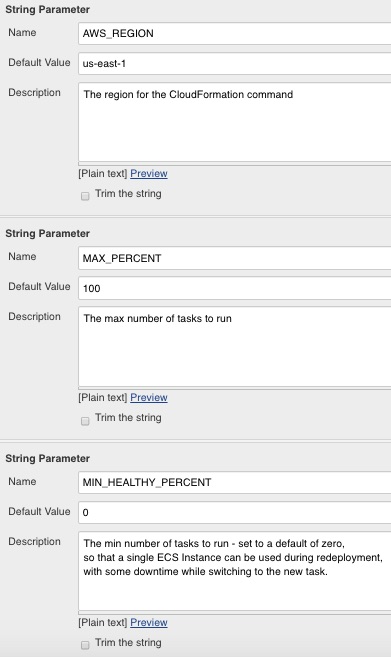 String Parameter
Name AWS_REGION
Default Value us-east-1
Description The region for the CloudFormation command
[Plain text] Preview
Trim the string
String Parameter
Name MAX_PERCENT
Default Value 100
Description The max number of tasks to run
[Plain text] Preview
Trim the string
String Parameter
Name MIN_HEALTHY_PERCENT
Default Value 0
Description The min number of tasks to run - set to a default of zero,
so that a single ECS Instance can be used during redeployment,
with some downtime while switching to the new task.
[Plain text] Preview
Trim the string